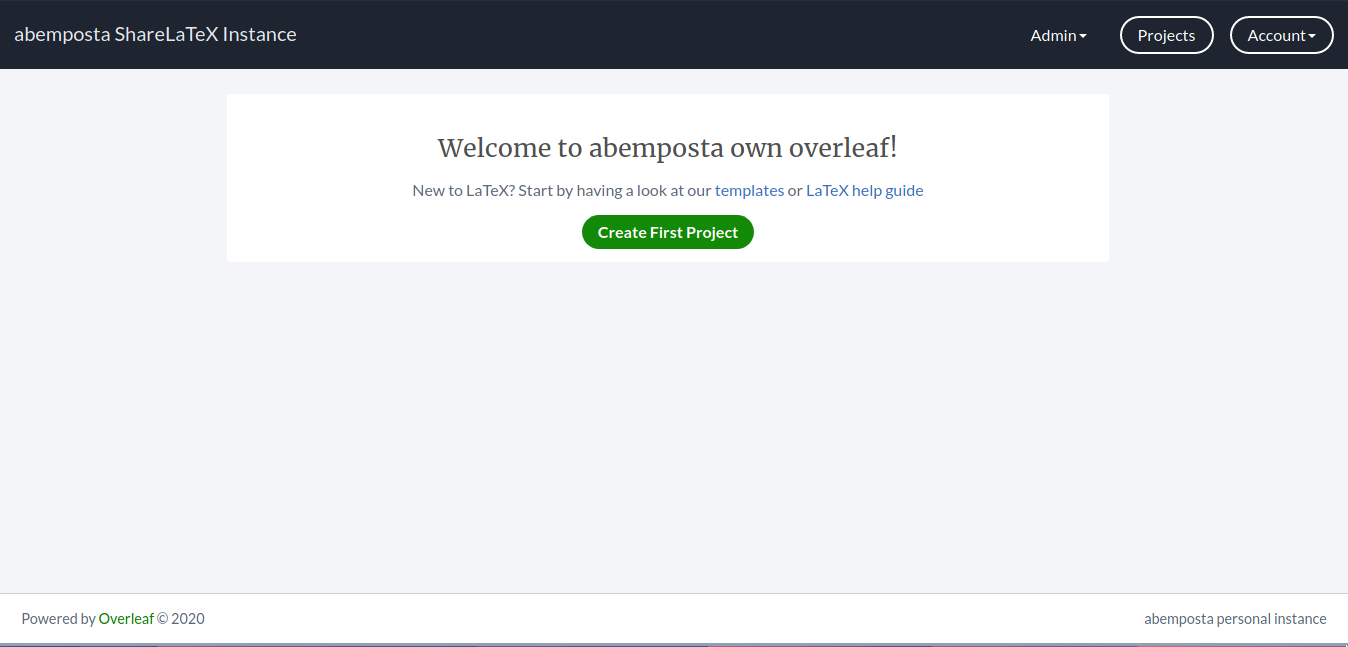 abemposta ShareLaTeX Instance
Admin
Projects
Account
Welcome to abemposta own overleaf!
New to LaTeX? Start by having a look at our templates or LaTeX help guide
Create First Project
Powered by Overleaf © 2020
abemposta personal instance